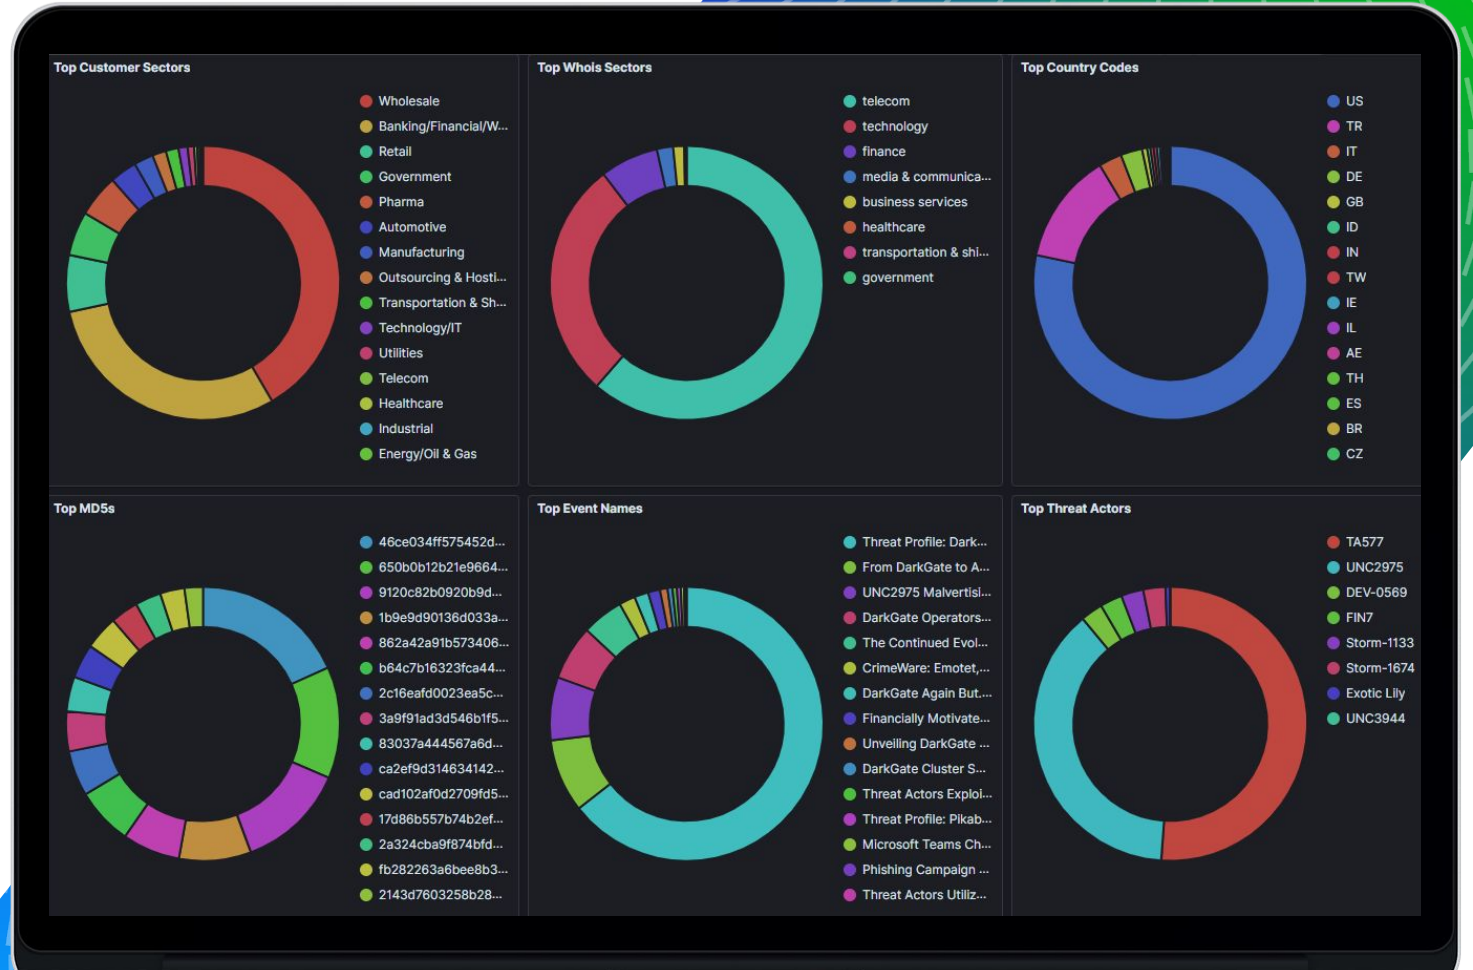 Top Customer Sectors
Wholesale
Banking/Financial/W...
Retail
Government
Pharma
Automotive
Manufacturing
Outsourcing & Hosti...
Transportation & Sh...
Technology/IT
Utilities
Telecom
Healthcare
Industrial
Energy/Oil & Gas
Top Whois Sectors
telecom
technology
finance
media & communica...
business services
healthcare
transportation & shi...
government
Top Country Codes
US
TR
IT
DE
GB
ID
IN
TW
IE
IL
AE
TH
ES
BR
CZ
Top MD5s
46ce034ff575452d...
650b0b12b21e9664...
9120c82b0920b9d...
1b9e9d90136d033a...
862a42a91b573406...
b64c7b16323fca44...
2c16eafd0023ea5c...
3a9f91ad3d546b1f5...
83037a444567a6d...
ca2ef9d314634142...
cad102af0d2709fd5...
17d86b557b74b2ef...
2a324cba9f874bfd...
fb282263a6bee8b3...
2143d7603258b28...
Top Event Names
Threat Profile: Dark...
From DarkGate to A...
UNC2975 Malvertisi...
DarkGate Operators...
The Continued Evol...
CrimeWare: Emotet,...
DarkGate Again But...
Financially Motivate...
Unveiling DarkGate ...
DarkGate Cluster S...
Threat Actors Exploi...
Threat Profile: Pikab...
Microsoft Teams Ch...
Phishing Campaign ...
Threat Actors Utiliz...
Top Threat Actors
TA577
UNC2975
DEV-0569
FIN7
Storm-1133
Storm-1674
Exotic Lily
UNC3944